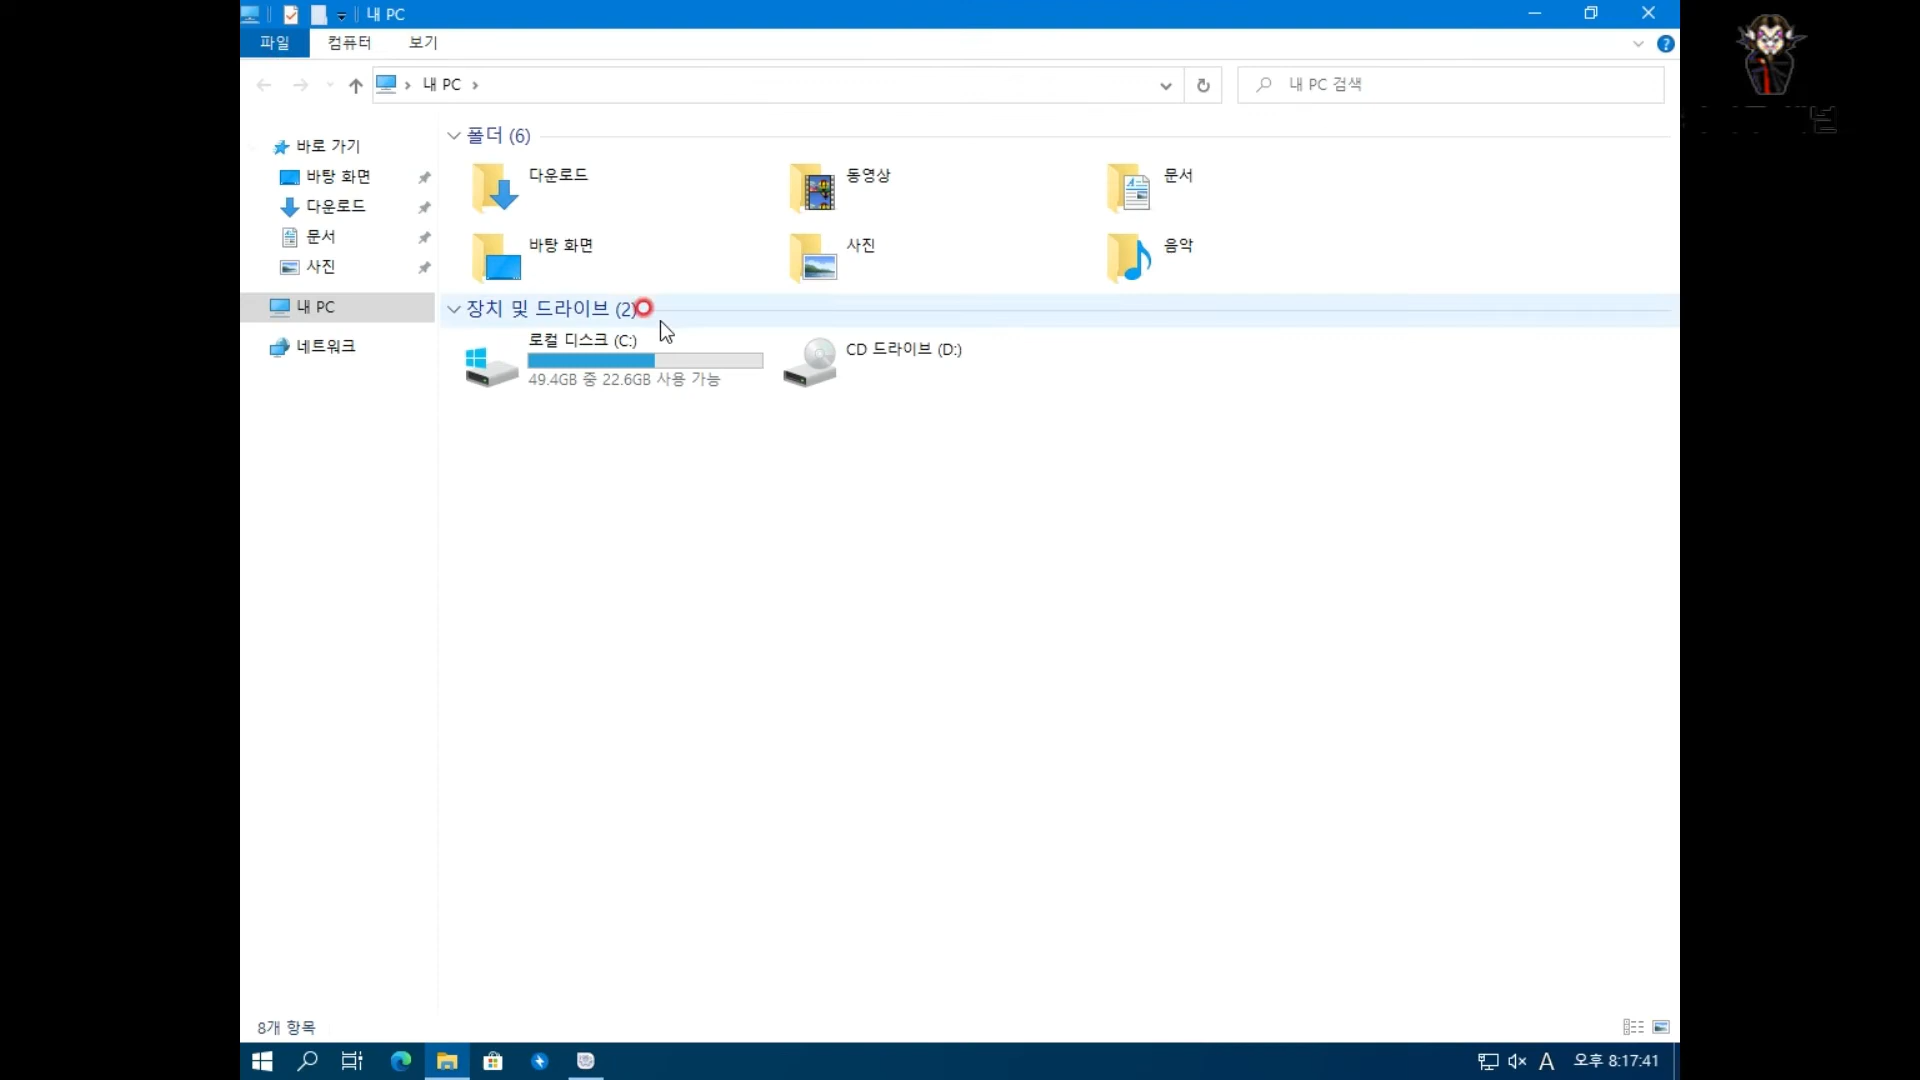 내 PC
파일 컴퓨터 보기
내 PC
내 PC 검색
바로 가기
바탕 화면
다운로드
문서
사진
내 PC
네트워크
폴더 (6)
다운로드 동영상 문서
바탕 화면 사진 음악
장치 및 드라이브 (2)
로컬 디스크 (C:)
49.4GB 중 22.6GB 사용 가능
CD 드라이브 (D:)
8개 항목
A 오후 8:17:41